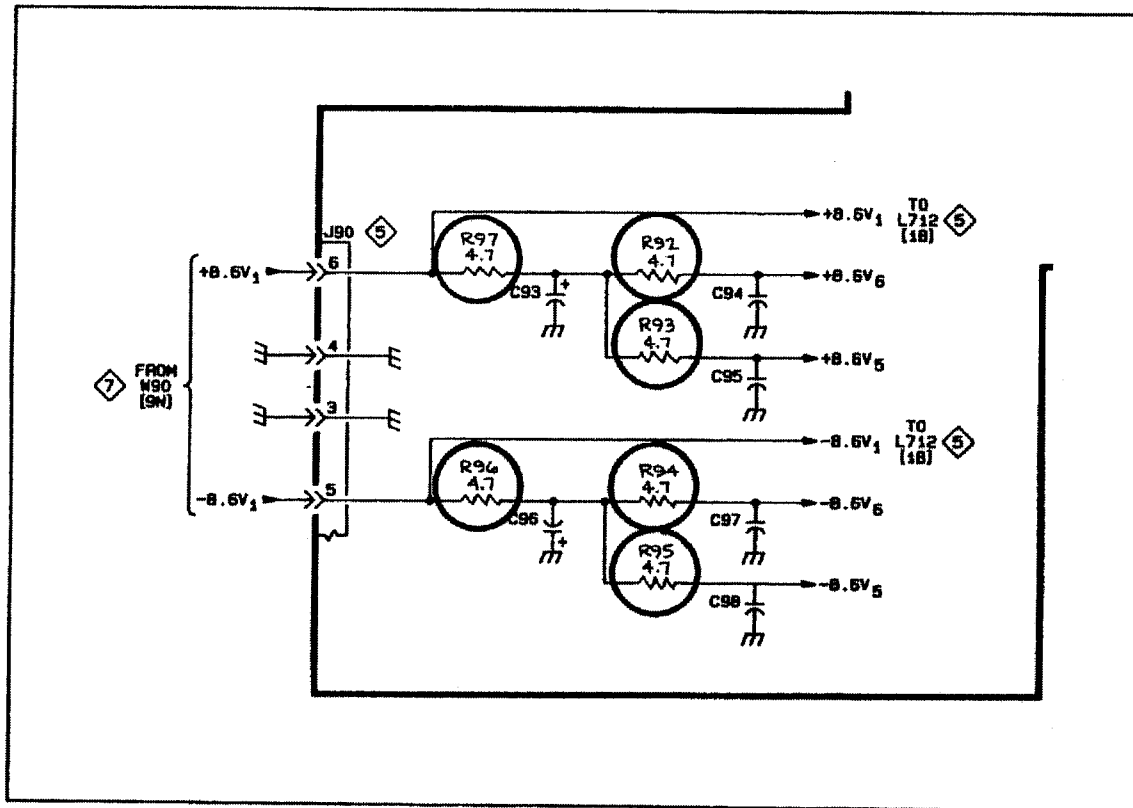 +8.6V1 TO L712 [1B] 5
J90 5
R97 4.7
R92 4.7
+8.6V1 6
+8.6V6
C93 +
C94
R93 4.7
4
+8.6V5
C95
7 FROM W90 [9N]
3
-8.6V1 TO L712 [1B] 5
R96 4.7
R94 4.7
-8.6V1 5
-8.6V6
C96 +
C97
R95 4.7
-8.6V5
C98